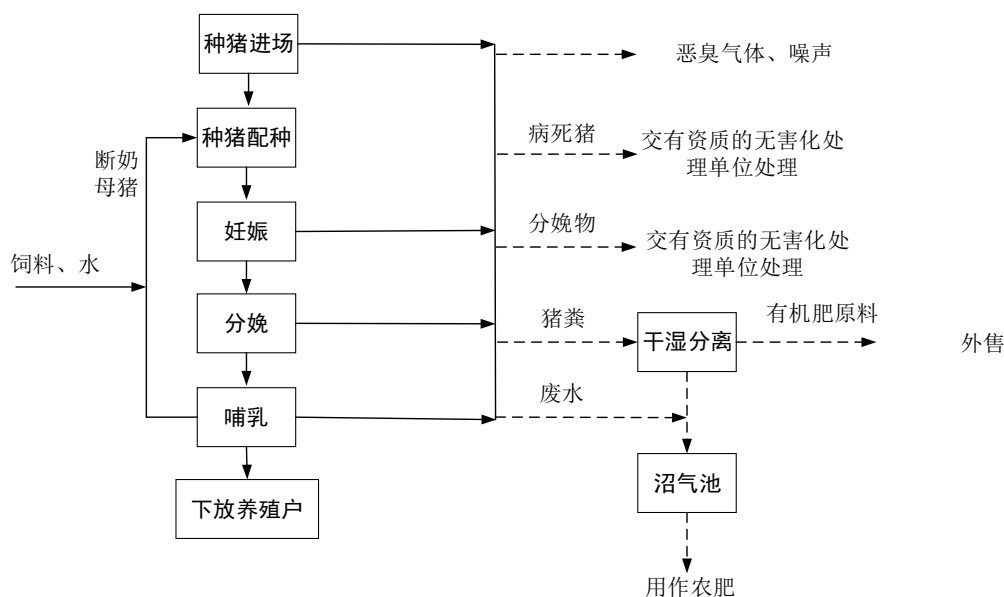 种猪进场
恶臭气体、噪声
种猪配种
病死猪
交有资质的无害化处
理单位处理
断奶
母猪
妊娠
分娩物
交有资质的无害化处
理单位处理
饲料、水
分娩
猪粪
干湿分离
有机肥原料
外售
哺乳
废水
沼气池
下放养殖户
用作农肥